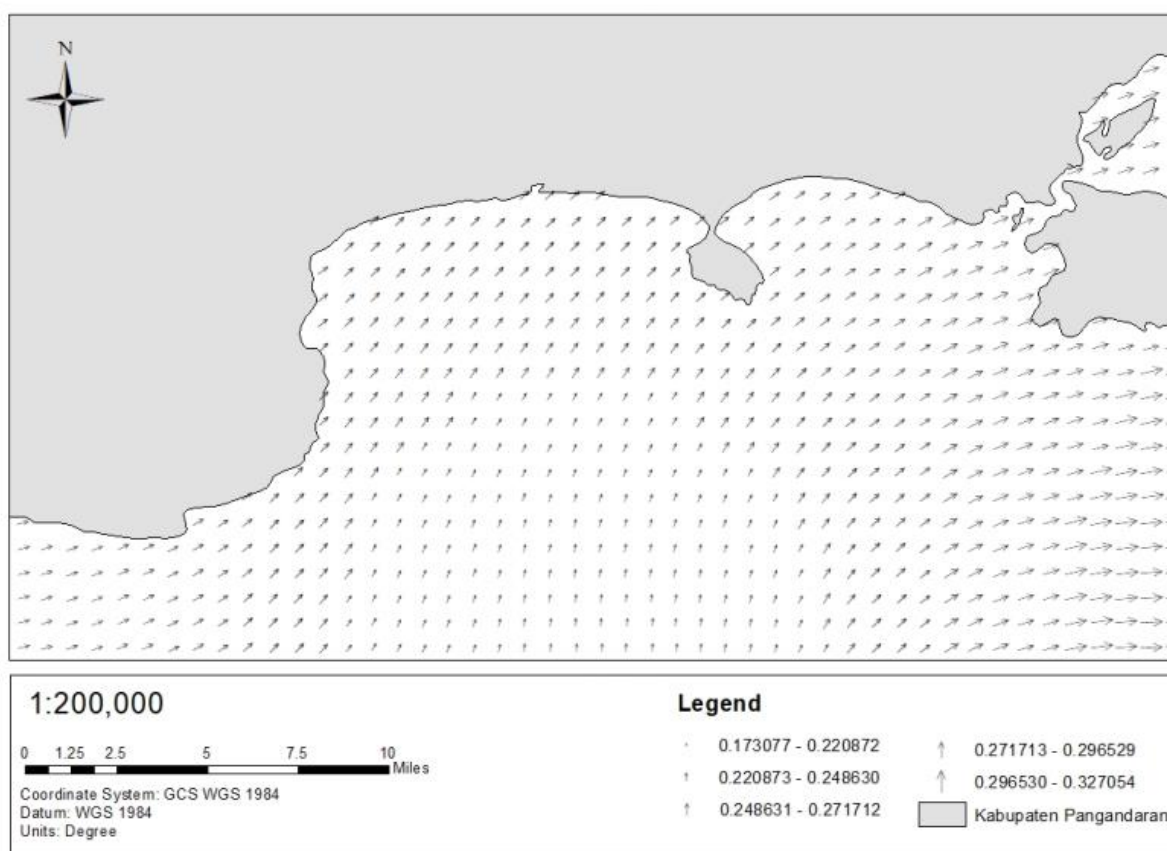 N
1:200,000
0 1.25 2.5 5 7.5 10
Miles
Coordinate System: GCS WGS 1984
Datum: WGS 1984
Units: Degree
Legend
0.173077 - 0.220872
0.220873 - 0.248630
0.248631 - 0.271712
0.271713 - 0.296529
0.296530 - 0.327054
Kabupaten Pangandaran